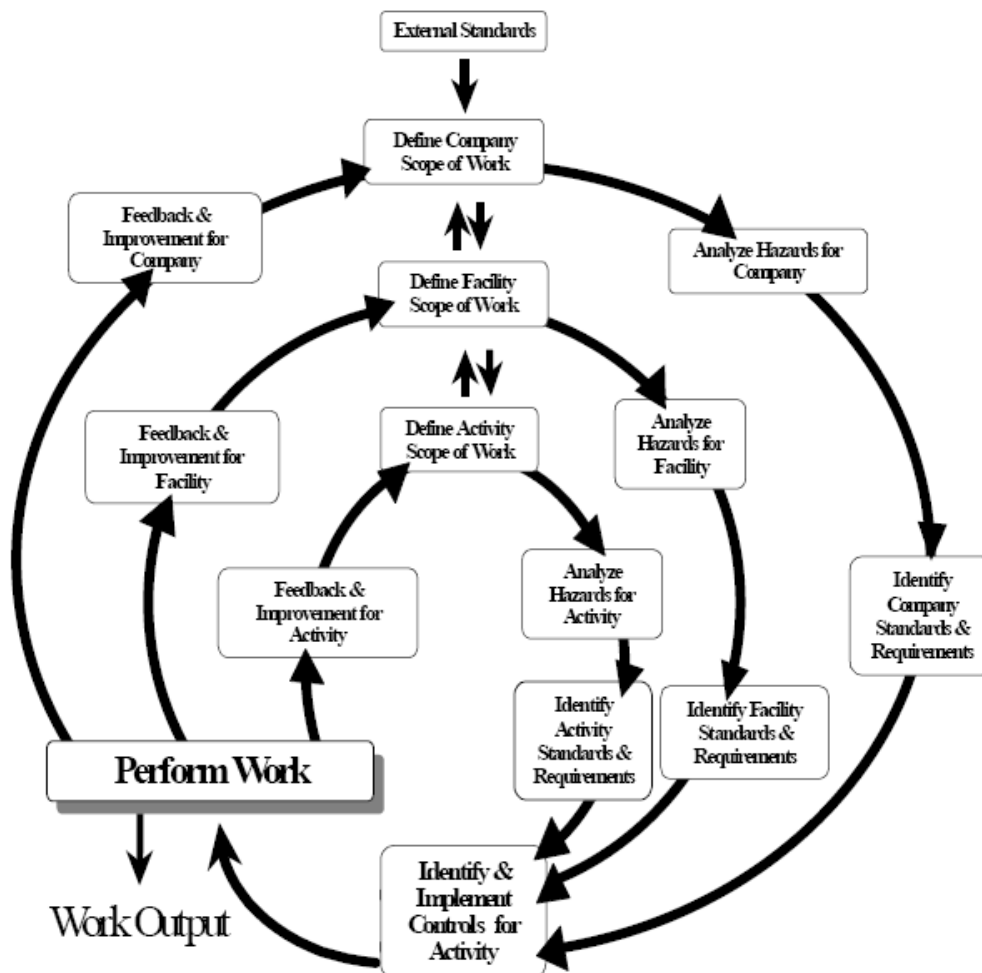 External Standards
Define Company
Scope of Work
Feedback &
Improvement for
Company
Analyze Hazards for
Company
Define Facility
Scope of Work
Feedback &
Improvement for
Facility
Define Activity
Scope of Work
Analyze
Hazards for
Facility
Feedback &
Improvement for
Activity
Analyze
Hazards for
Activity
Identify
Company
Standards &
Requirements
Identify
Activity
Standards &
Requirements
Identify Facility
Standards &
Requirements
Perform Work
Identify &
Implement
Controls for
Activity
Work Output